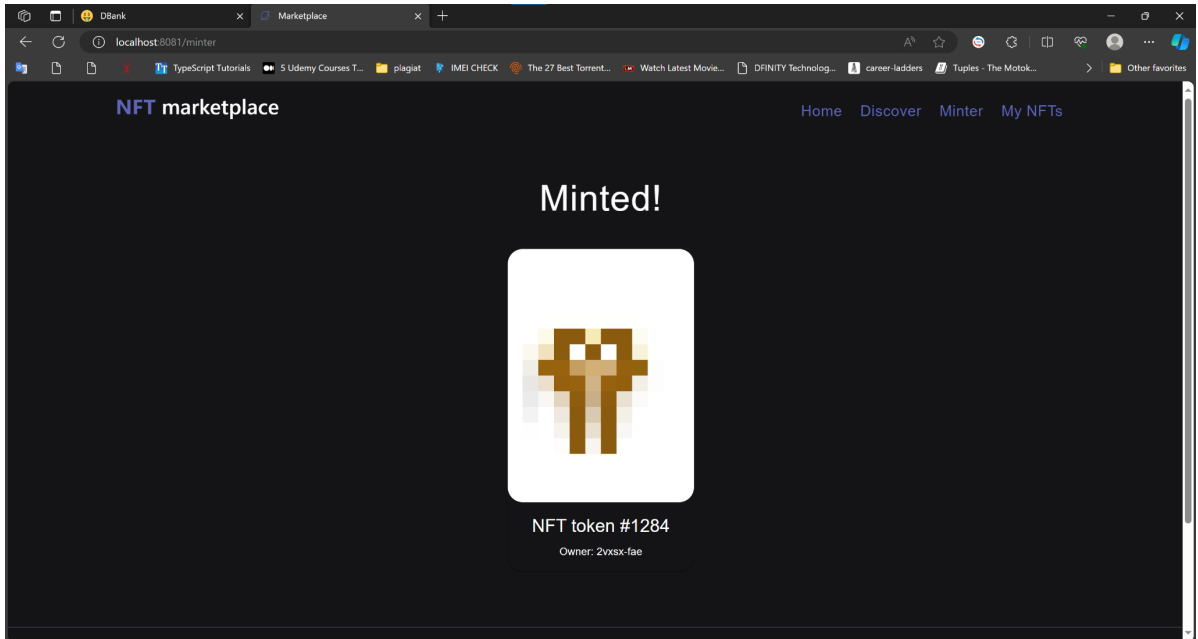 DBank
Marketplace
localhost:8081/minter
TypeScript Tutorials 5 Udemy Courses T... plagiat IMEI CHECK The 27 Best Torrent... Watch Latest Movie... DFINITY Technolog... career-ladders Tuples - The Motok... Other favorites
NFT marketplace
Home Discover Minter My NFTs
Minted!
NFT token #1284
Owner: 2vxsx-fae